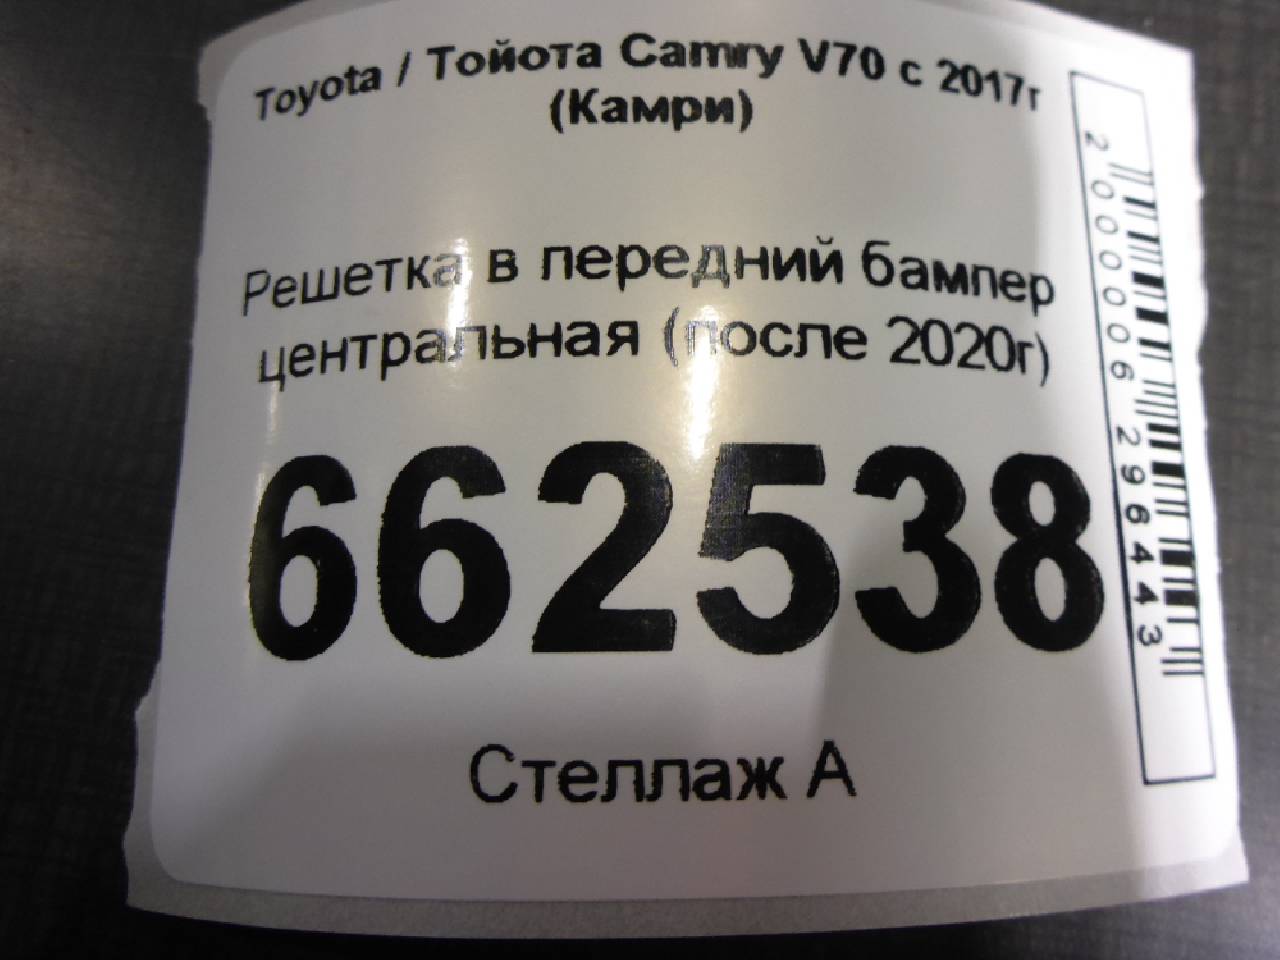 Toyota / Тойота Camry V70 с 2017г
(Камри)
Решетка в передний бампер
центральная (после 2020г)
662538
Стеллаж А
2000006296443